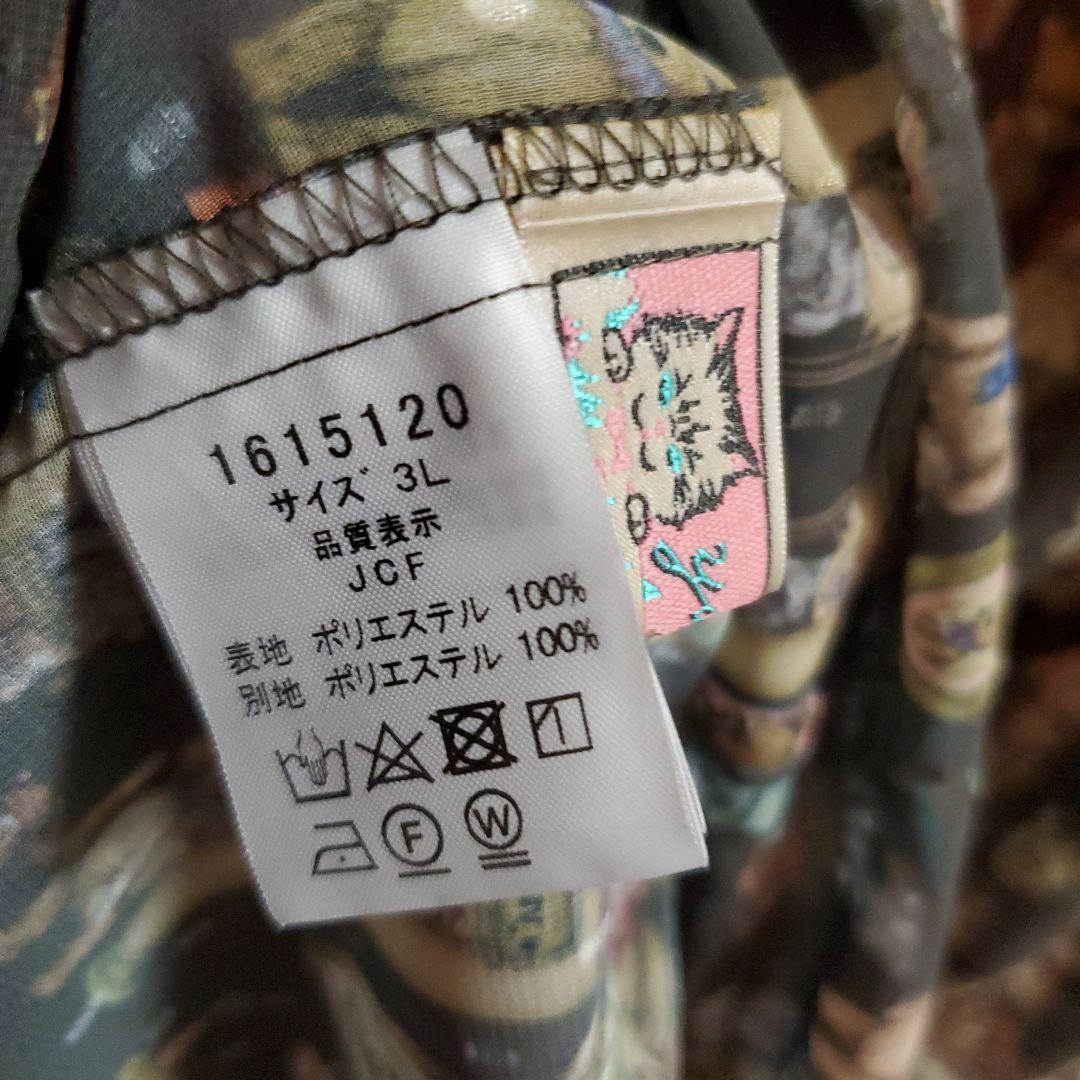 1615120
サイズ 3L
品質表示
JCF
表地 ポリエステル 100%
別地 ポリエステル 100%
F
W